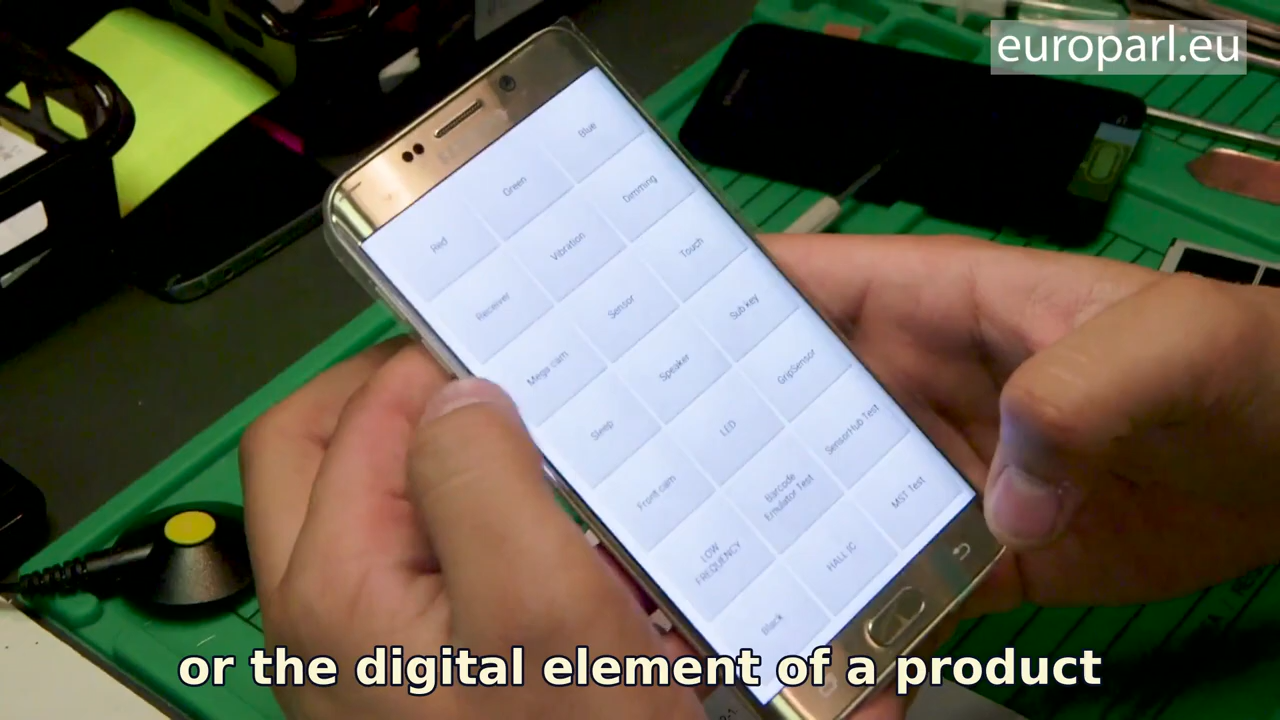 europarl.eu
Red
Green
Blue
Receiver
Vibration
Dimming
Mega cam
Sensor
Touch
Sleep
Speaker
Sub key
Front cam
LED
GripSensor
LOW
FREQUENCY
Barcode
Emulator Test
SensorHub Test
Black
HALL IC
MST Test
or the digital element of a product